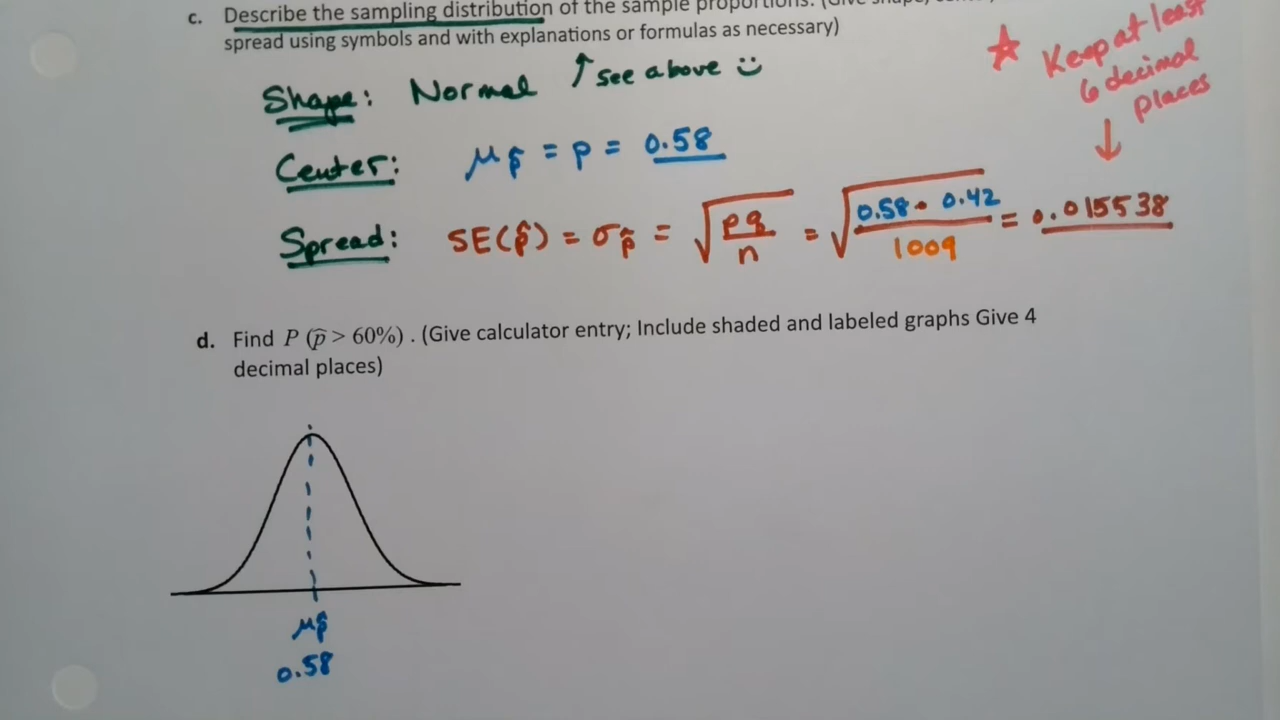 c. Describe the sampling distribution of the sample proportions. (Give shape,
spread using symbols and with explanations or formulas as necessary)
Shape: Normal ↑ see above
Keep at least
6 decimal
places
Center: μp̂ = p = 0.58
Spread: SE(p̂) = σp̂ = √(pq/n) = √(0.58 • 0.42/1009) = 0.015538
d. Find P (p̂ > 60%) . (Give calculator entry; Include shaded and labeled graphs Give 4
decimal places)
μp̂
0.58